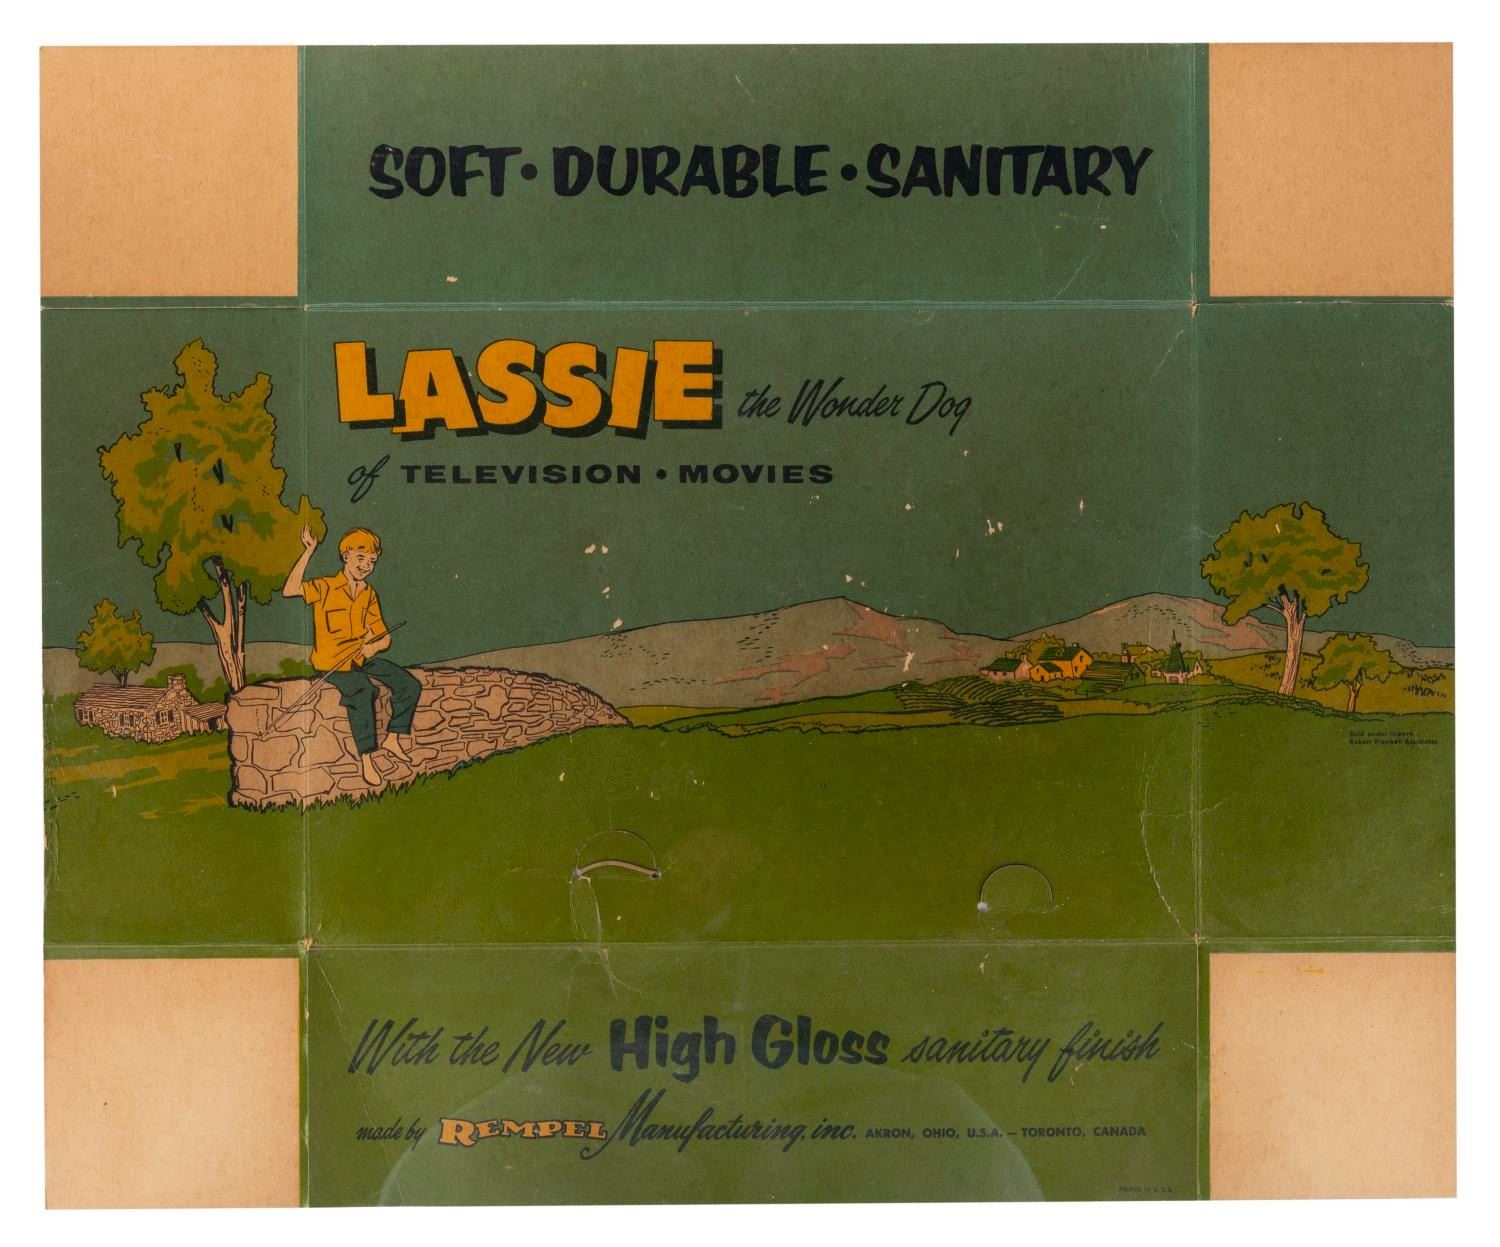 SOFT • DURABLE • SANITARY
LASSIE the Wonder Dog
of TELEVISION • MOVIES
Sold under license
Robert Maxwell Associates
With the New High Gloss sanitary finish
made by REMPEL Manufacturing, inc. AKRON, OHIO, U.S.A. — TORONTO, CANADA
PRINTED IN U.S.A.